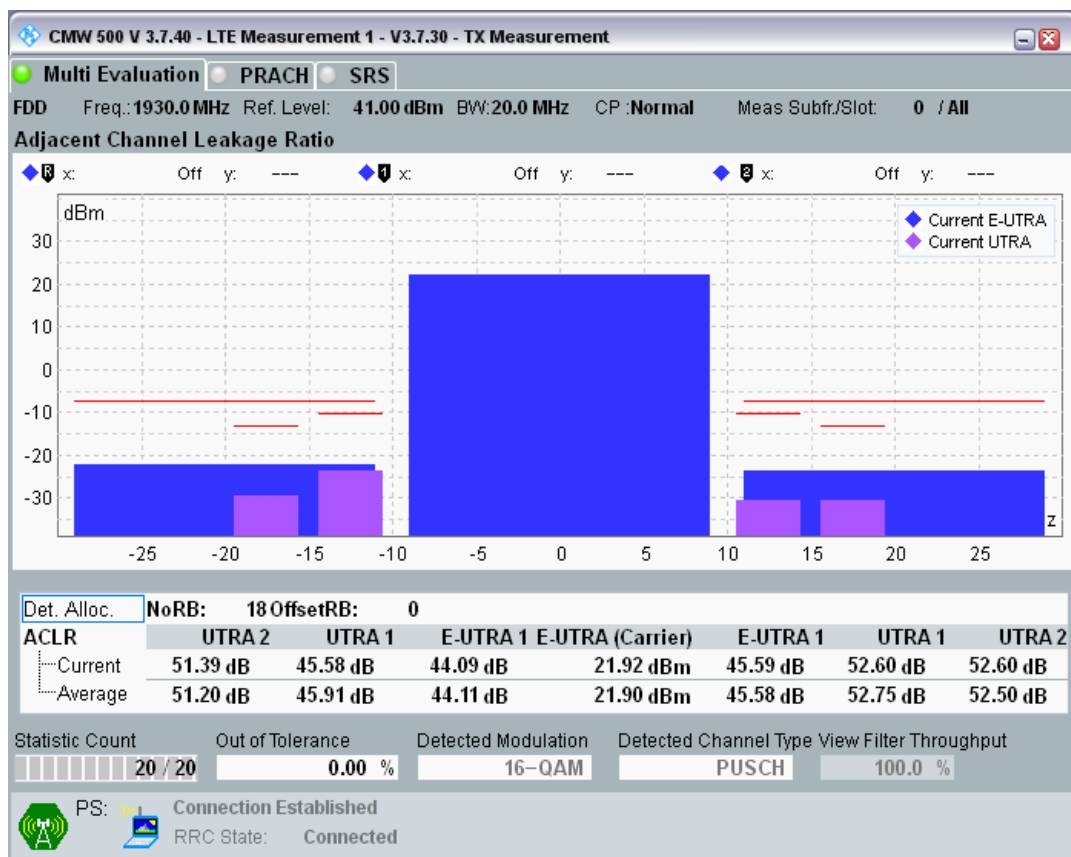 CMW 500 V 3.7.40 - LTE Measurement 1 - V3.7.30 - TX Measurement
Multi Evaluation PRACH SRS
FDD Freq.:1930.0 MHz Ref. Level: 41.00 dBm BW:20.0 MHz CP :Normal Meas Subfr./Slot: 0 / All
Adjacent Channel Leakage Ratio
R x: Off y: --- 1 x: Off y: --- 2 x: Off y: ---
dBm
Current E-UTRA
Current UTRA
30
20
10
0
-10
-20
-30
z
-25 -20 -15 -10 -5 0 5 10 15 20 25
Det. Alloc. NoRB: 18 OffsetRB: 0
ACLR UTRA 2 UTRA 1 E-UTRA 1 E-UTRA (Carrier) E-UTRA 1 UTRA 1 UTRA 2
Current 51.39 dB 45.58 dB 44.09 dB 21.92 dBm 45.59 dB 52.60 dB 52.60 dB
Average 51.20 dB 45.91 dB 44.11 dB 21.90 dBm 45.58 dB 52.75 dB 52.50 dB
Statistic Count Out of Tolerance Detected Modulation Detected Channel Type View Filter Throughput
20 / 20 0.00 % 16-QAM PUSCH 100.0 %
PS: Connection Established
RRC State: Connected